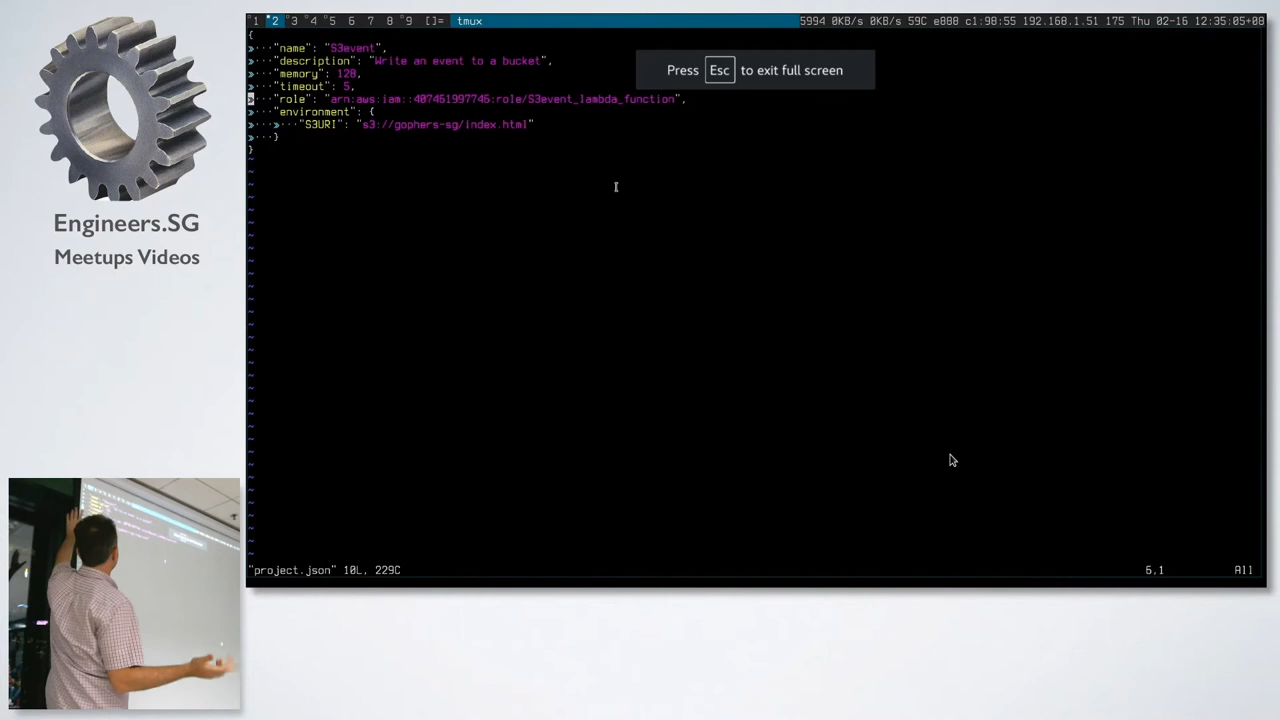 Engineers.SG
Meetups Videos
1 2 3 4 5 6 7 8 9 []= tmux 5994 0KB/s 0KB/s 59C e888 c1:98:55 192.168.1.51 175 Thu 02-16 12:35:05+08
{
»···"name": "S3event",
»···"description": "Write an event to a bucket",
»···"memory": 128,
»···"timeout": 5,
»···"role": "arn:aws:iam::407461997746:role/S3event_lambda_function",
»···"environment": {
»···»···"S3URI": "s3://gophers-sg/index.html"
»···}
}
Press Esc to exit full screen
"project.json" 10L, 229C 6,1 All